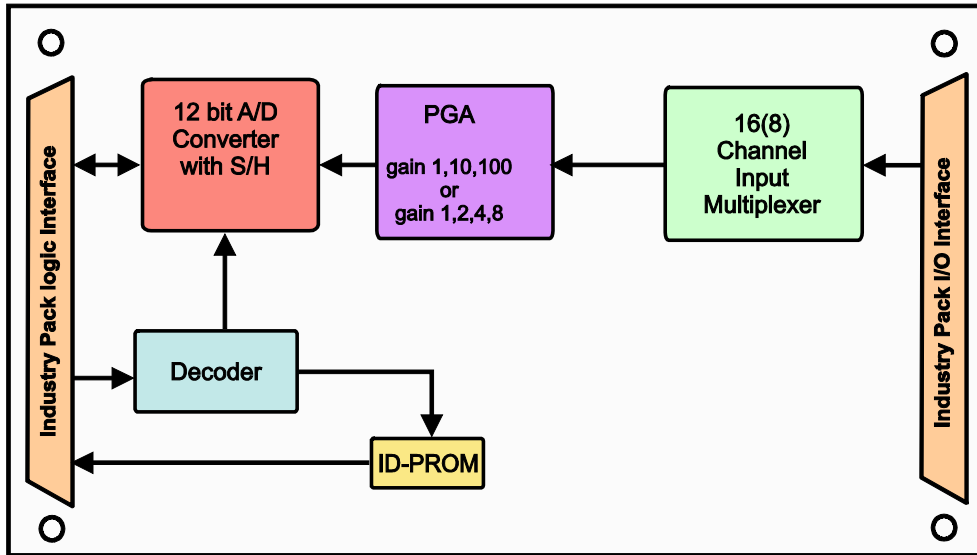 Industry Pack logic Interface
12 bit A/D
Converter
with S/H
PGA
gain 1,10,100
or
gain 1,2,4,8
16(8)
Channel
Input
Multiplexer
Industry Pack I/O Interface
Decoder
ID-PROM